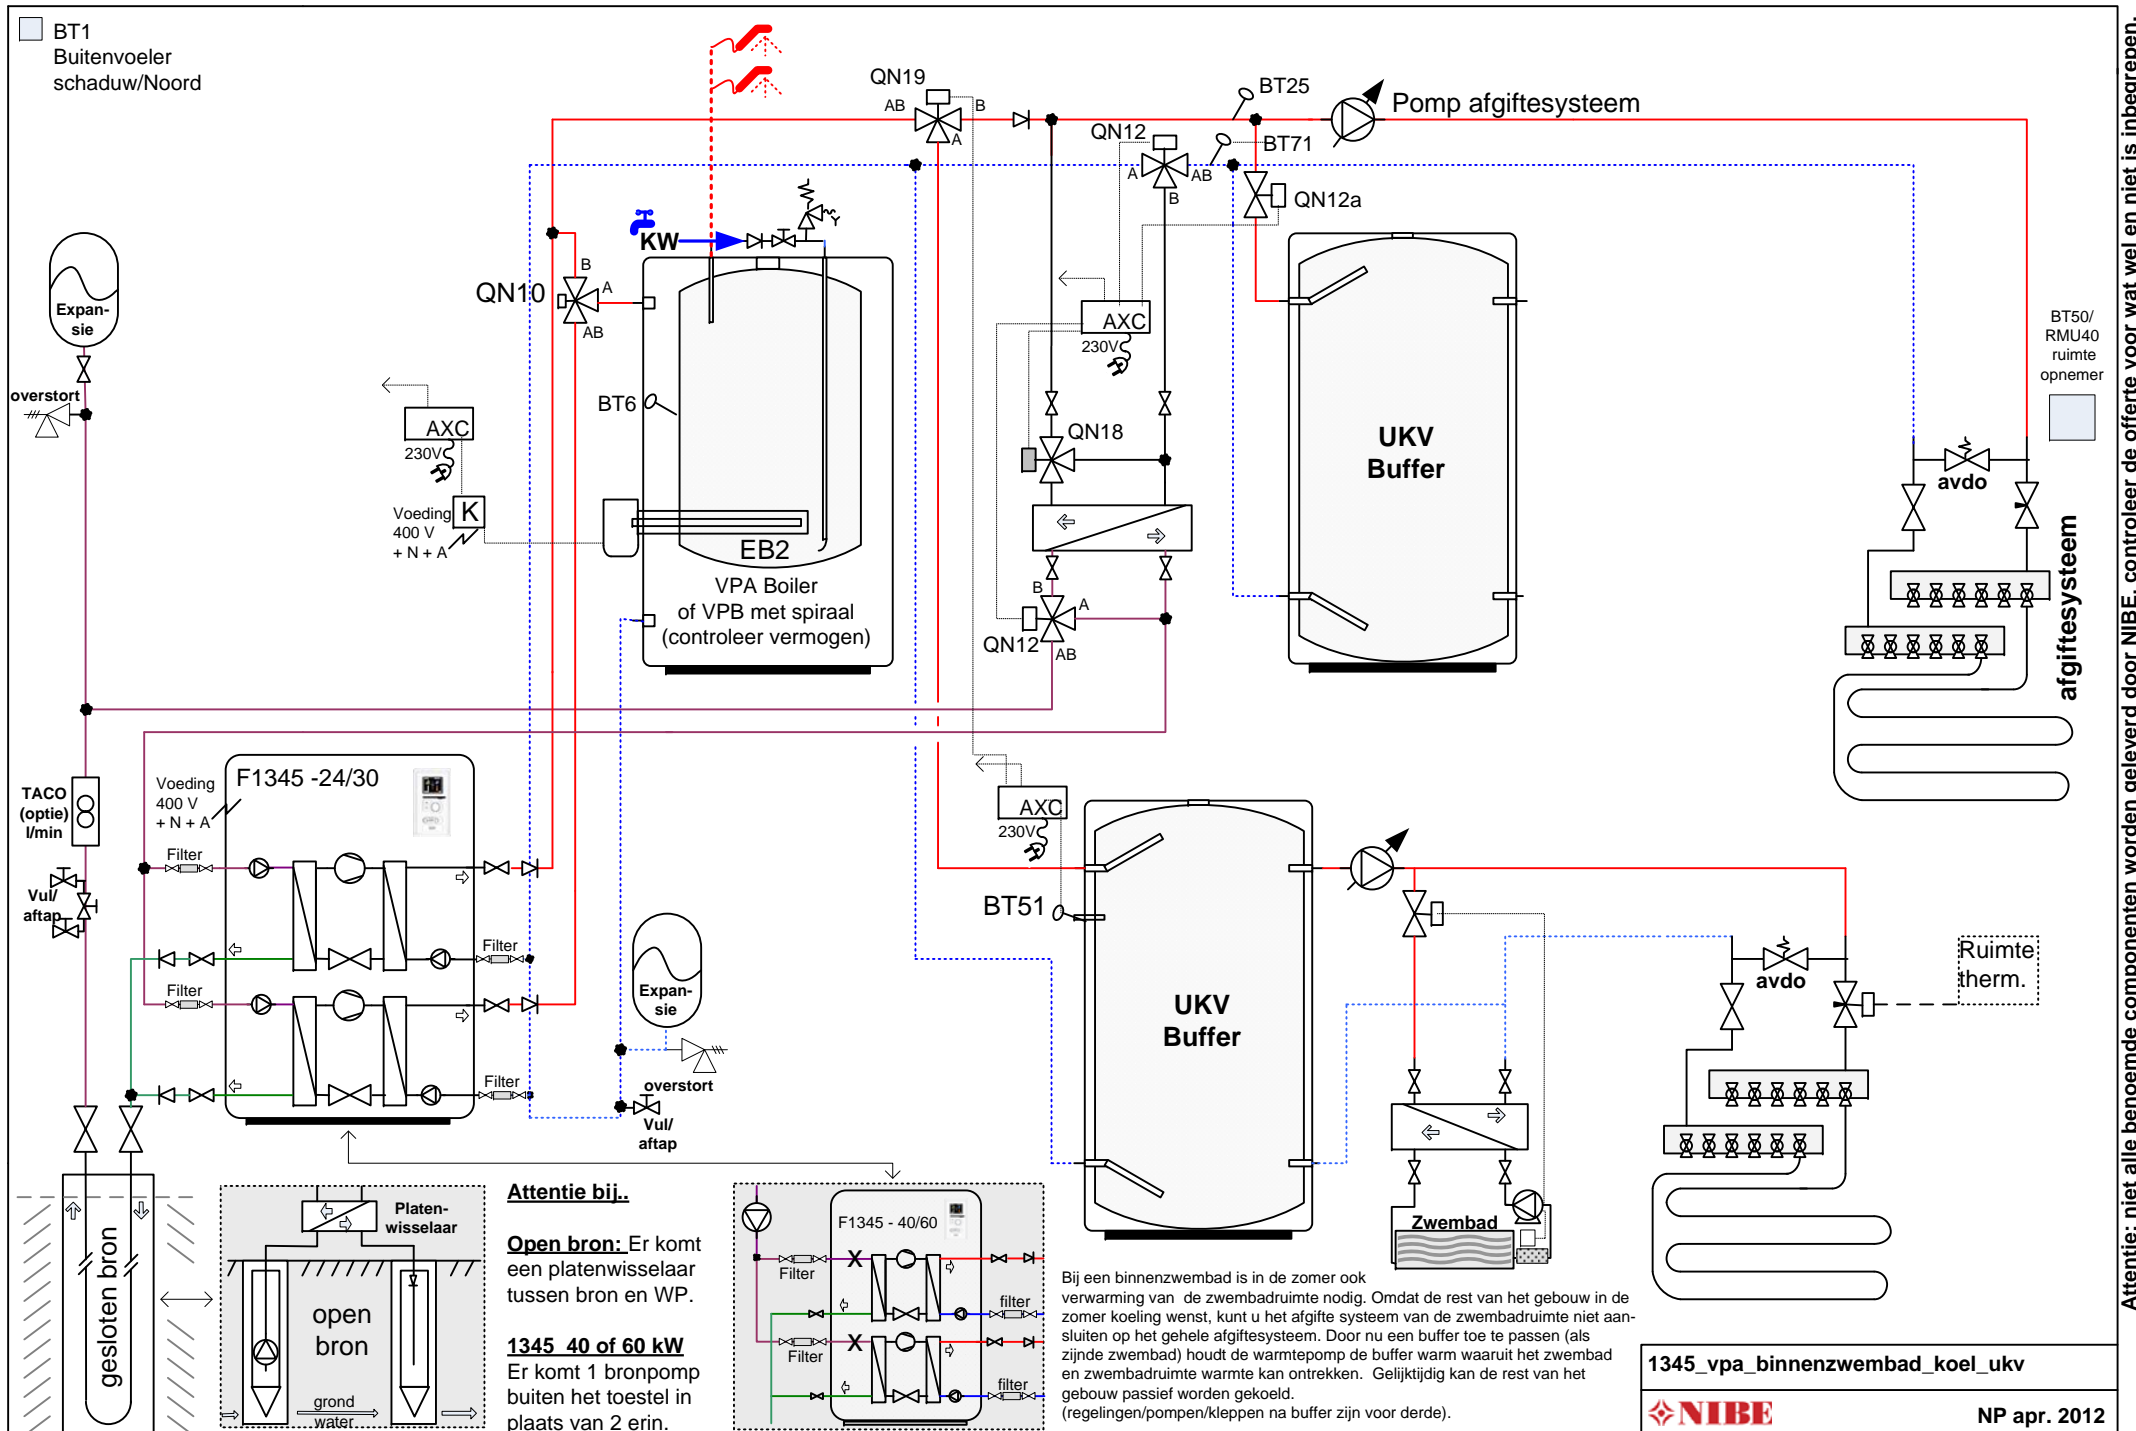 BT1
Buitenvoeler
schaduw/Noord
QN19
AB
B
A
BT25
Pomp afgiftesysteem
QN12
BT71
A
AB
B
QN12a
KW
B
QN10
A
AB
Expan-
sie
overstort
AXC
230V
BT6
AXC
230V
Voeding
400 V
+ N + A
K
EB2
VPA Boiler
of VPB met spiraal
(controleer vermogen)
QN18
B
A
QN12
AB
UKV
Buffer
BT50/
RMU40
ruimte
opnemer
avdo
afgiftesysteem
TACO
(optie)
l/min
Vul/
aftap
Voeding
400 V
+ N + A
F1345 -24/30
Filter
Filter
Filter
Filter
Expan-
sie
overstort
Vul/
aftap
AXC
230V
BT51
UKV
Buffer
avdo
Ruimte
therm.
Zwembad
gesloten bron
Platen-
wisselaar
open
bron
grond
water
Attentie bij..
Open bron: Er komt
een platenwisselaar
tussen bron en WP.
1345 40 of 60 kW
Er komt 1 bronpomp
buiten het toestel in
plaats van 2 erin.
F1345 - 40/60
Filter
X
filter
Filter
X
filter
Bij een binnenzwembad is in de zomer ook
verwarming van de zwembadruimte nodig. Omdat de rest van het gebouw in de
zomer koeling wenst, kunt u het afgifte systeem van de zwembadruimte niet aan-
sluiten op het gehele afgiftesysteem. Door nu een buffer toe te passen (als
zijnde zwembad) houdt de warmtepomp de buffer warm waaruit het zwembad
en zwembadruimte warmte kan ontrekken. Gelijktijdig kan de rest van het
gebouw passief worden gekoeld.
(regelingen/pompen/kleppen na buffer zijn voor derde).
1345_vpa_binnenzwembad_koel_ukv
NIBE
NP apr. 2012
Attentie: niet alle benoemde componenten worden geleverd door NIBE, controleer de offerte voor wat wel en niet is inbegrepen.